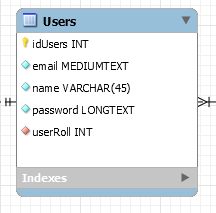 Users
idUsers INT
email MEDIUMTEXT
name VARCHAR(45)
password LONGTEXT
userRoll INT
Indexes